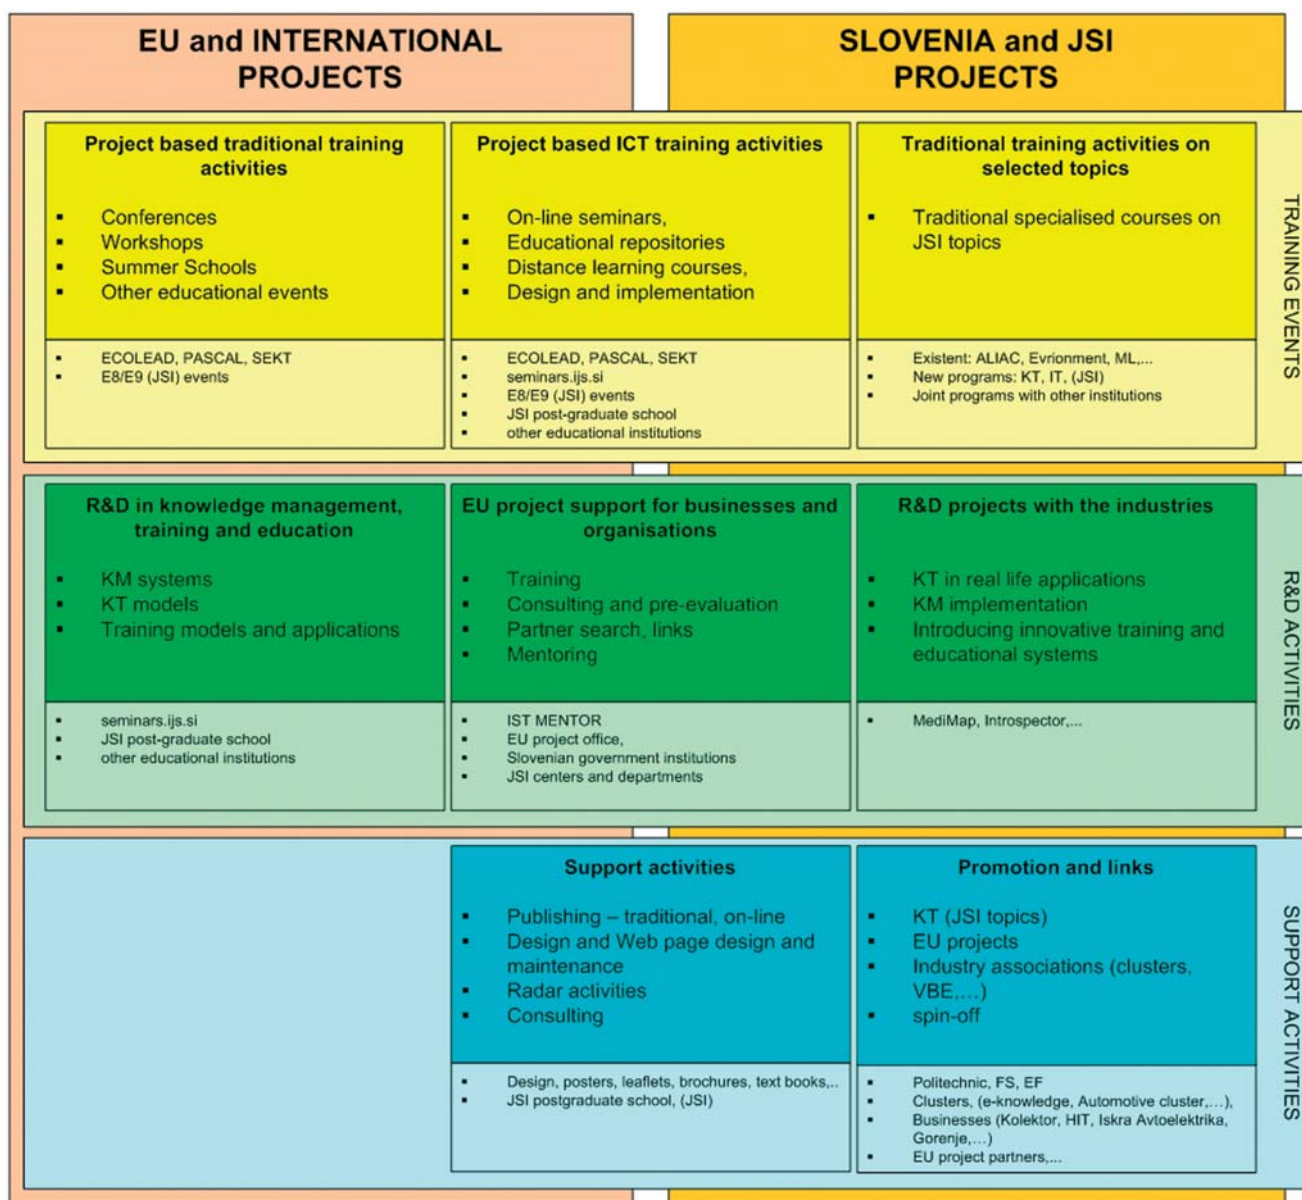 EU and INTERNATIONAL
PROJECTS
SLOVENIA and JSI
PROJECTS
Project based traditional training
activities
▪ Conferences
▪ Workshops
▪ Summer Schools
▪ Other educational events
▪ ECOLEAD, PASCAL, SEKT
▪ E8/E9 (JSI) events
Project based ICT training activities
▪ On-line seminars,
▪ Educational repositories
▪ Distance learning courses,
▪ Design and implementation
▪ ECOLEAD, PASCAL, SEKT
▪ seminars.ijs.si
▪ E8/E9 (JSI) events
▪ JSI post-graduate school
▪ other educational institutions
Traditional training activities on
selected topics
▪ Traditional specialised courses on
JSI topics
▪ Existent: ALIAC, Evrionment, ML,...
▪ New programs: KT, IT, (JSI)
▪ Joint programs with other institutions
TRAINING EVENTS
R&D in knowledge management,
training and education
▪ KM systems
▪ KT models
▪ Training models and applications
▪ seminars.ijs.si
▪ JSI post-graduate school
▪ other educational institutions
EU project support for businesses and
organisations
▪ Training
▪ Consulting and pre-evaluation
▪ Partner search, links
▪ Mentoring
▪ IST MENTOR
▪ EU project office,
▪ Slovenian government institutions
▪ JSI centers and departments
R&D projects with the industries
▪ KT in real life applications
▪ KM implementation
▪ Introducing innovative training and
educational systems
▪ MediMap, Introspector,...
R&D ACTIVITIES
Support activities
▪ Publishing – traditional, on-line
▪ Design and Web page design and
maintenance
▪ Radar activities
▪ Consulting
▪ Design, posters, leaflets, brochures, text books,..
▪ JSI postgraduate school, (JSI)
Promotion and links
▪ KT (JSI topics)
▪ EU projects
▪ Industry associations (clusters,
VBE,...)
▪ spin-off
▪ Politechnic, FS, EF
▪ Clusters, (e-knowledge, Automotive cluster,...),
▪ Businesses (Kolektor, HIT, Iskra Avtoelektrika,
Gorenje,...)
▪ EU project partners,...
SUPPORT ACTIVITIES